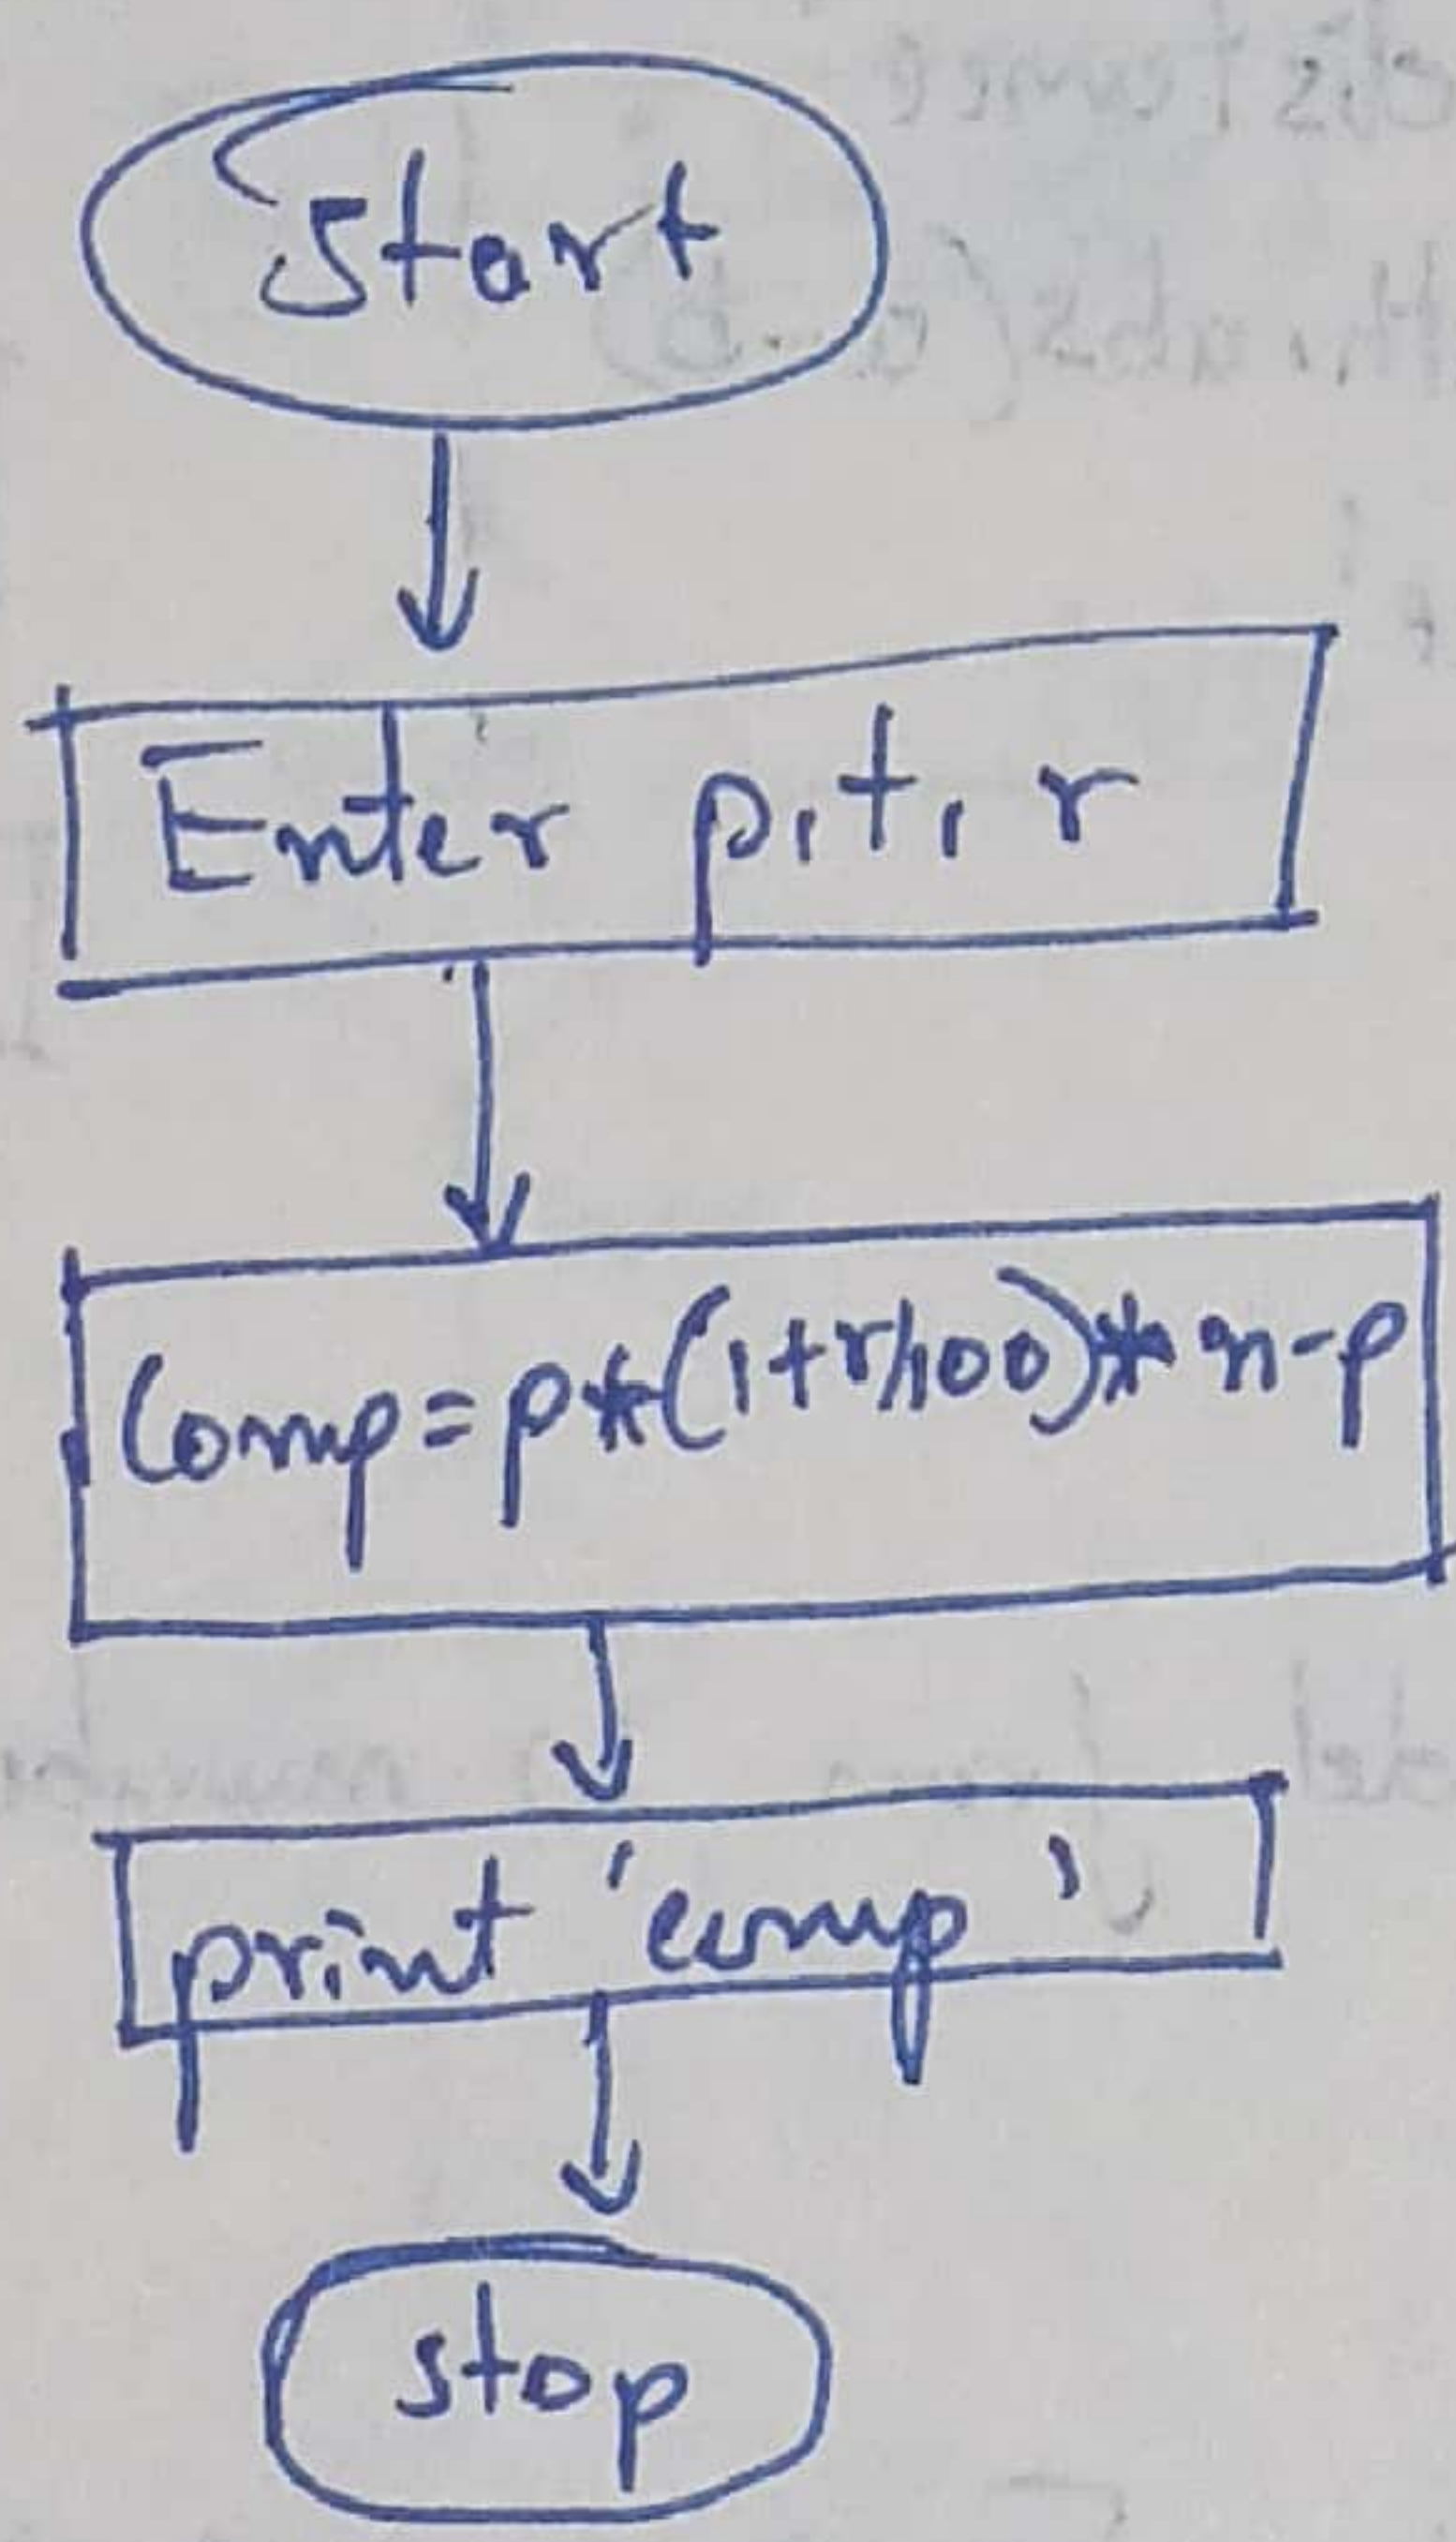 Start
Enter p, t, r
Comp=p*(1+r/100)*n-p
print 'comp'
stop